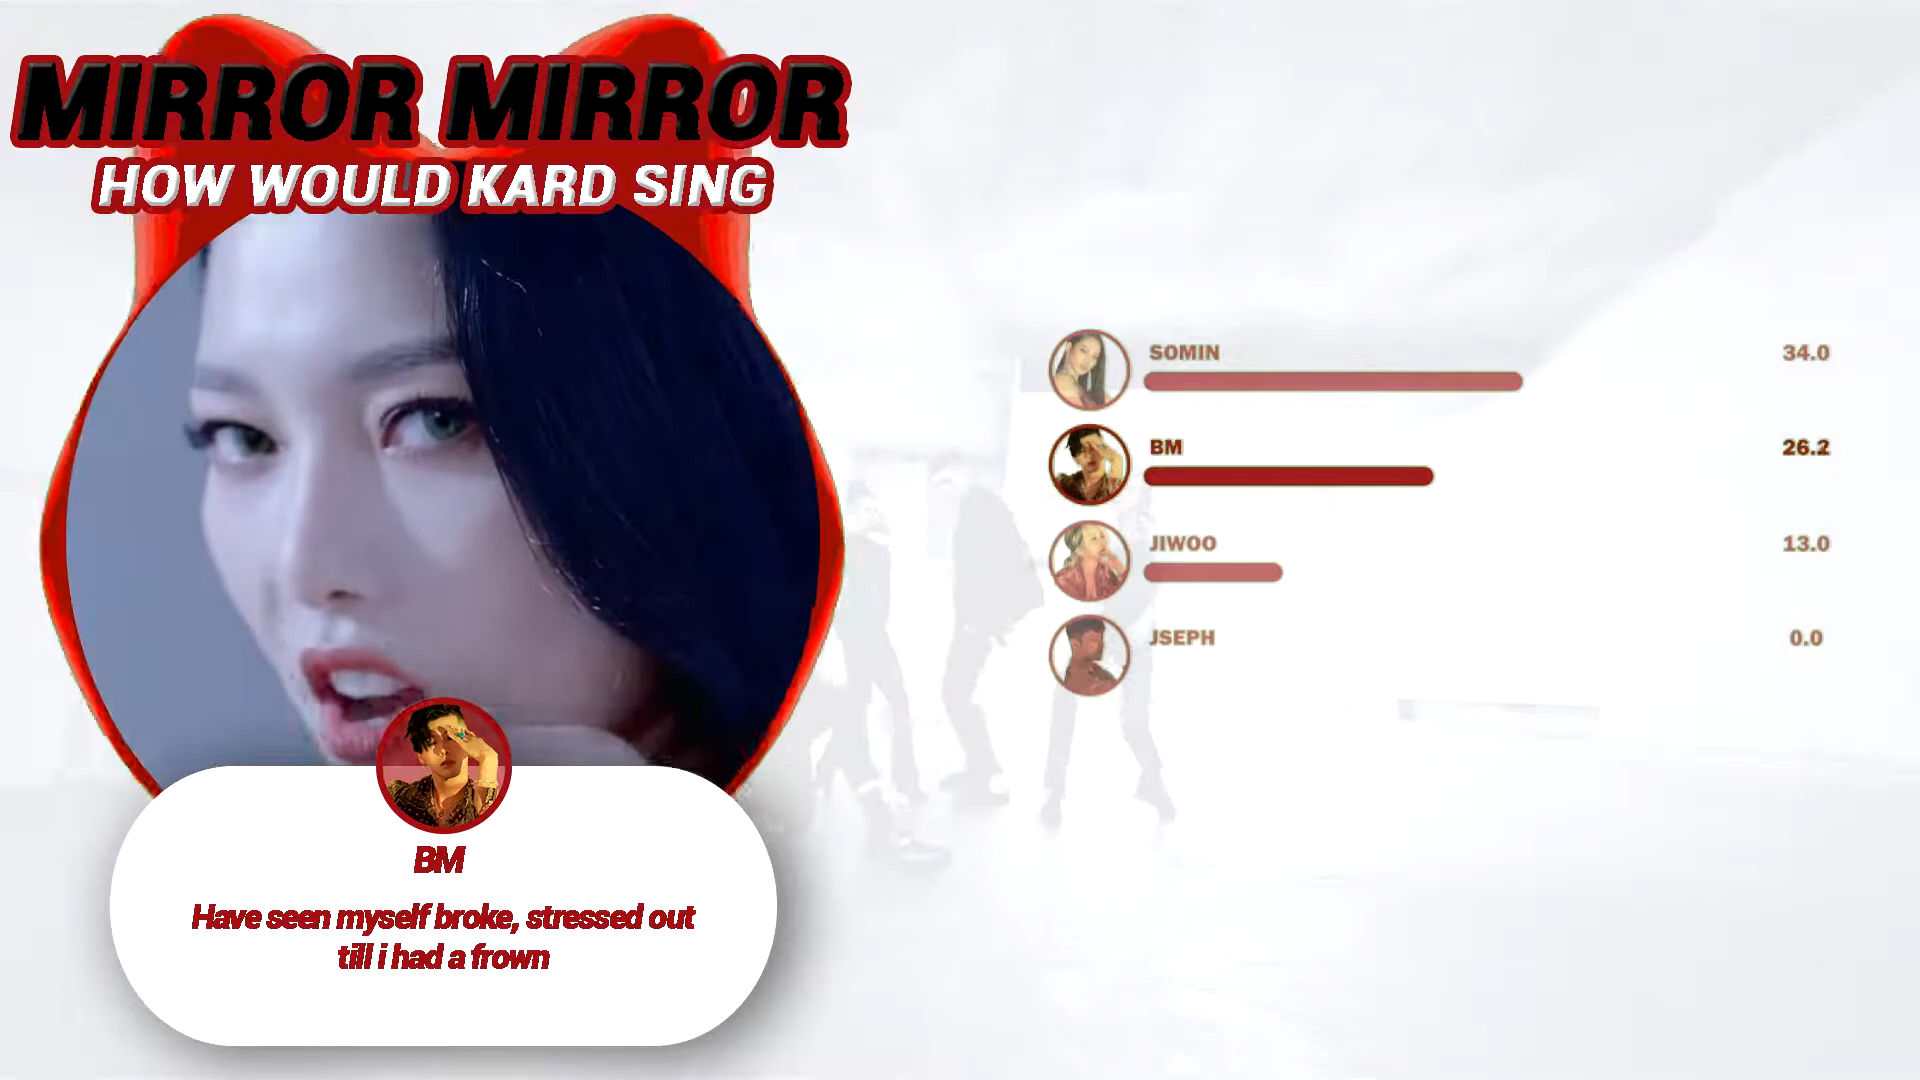 MIRROR MIRROR
HOW WOULD KARD SING
SOMIN 34.0
BM 26.2
JIWOO 13.0
JSEPH 0.0
BM
Have seen myself broke, stressed out
till i had a frown